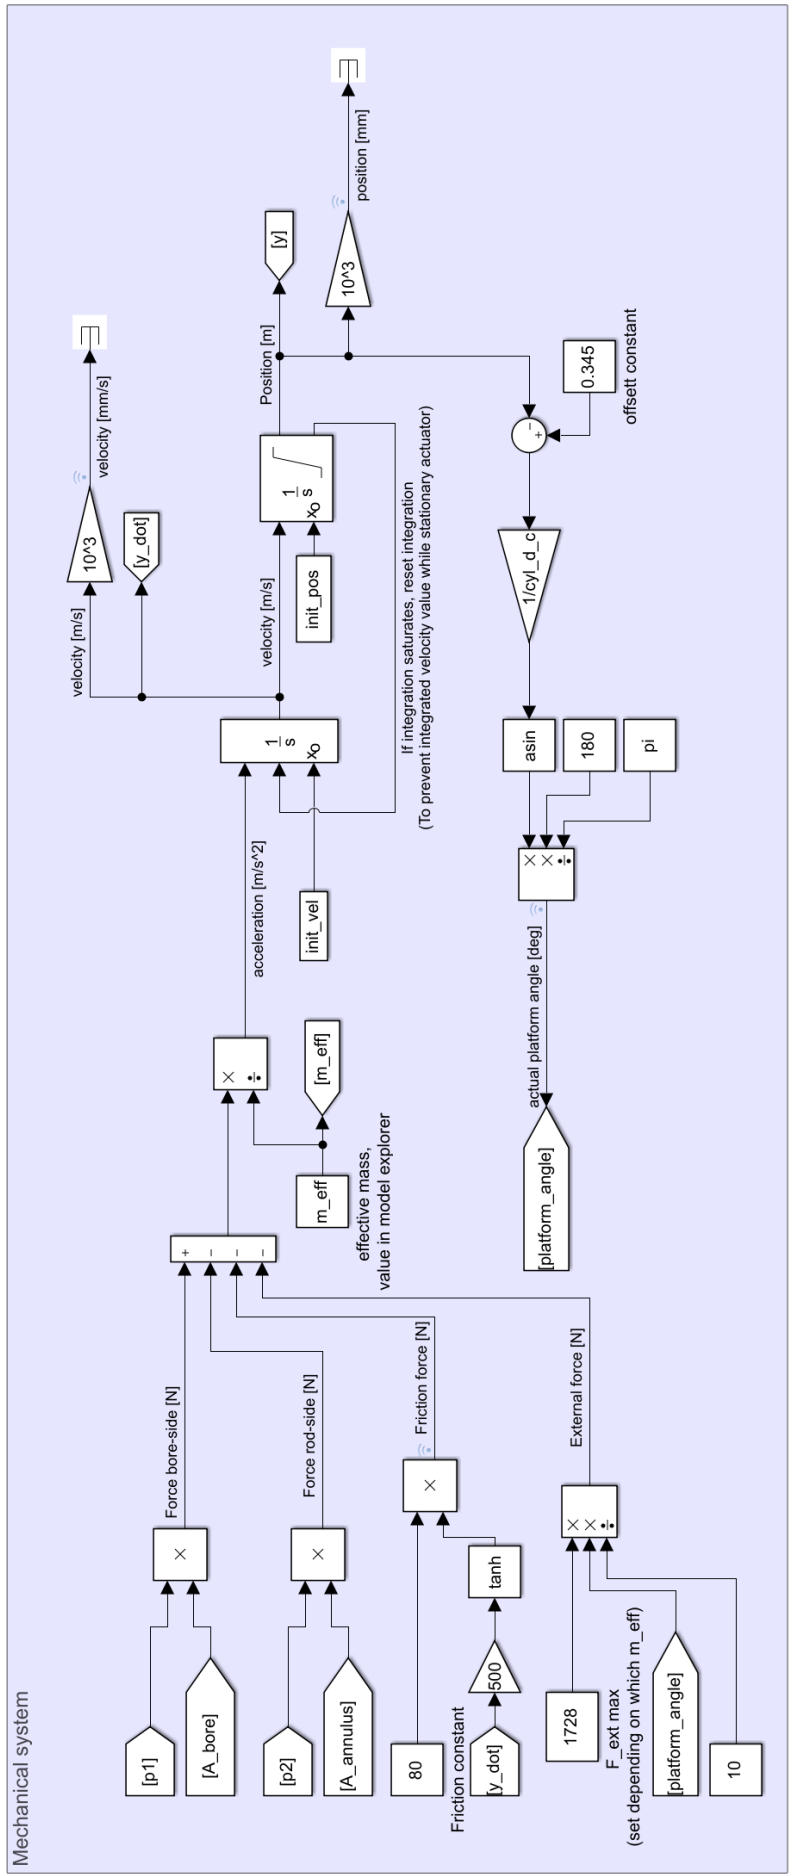 Mechanical system
[p1]
[A_bore]
×
Force bore-side [N]
[p2]
[A_annulus]
×
Force rod-side [N]
80
Friction constant
[y_dot]
500
tanh
×
Friction force [N]
1728
F_ext max
(set depending on which m_eff)
[platform_angle]
10
×
×
÷
External force [N]
+
−
−
−
m_eff
effective mass,
value in model explorer
[m_eff]
×
÷
acceleration [m/s^2]
init_vel
1
s
xo
velocity [m/s]
[y_dot]
10^3
velocity [mm/s]
velocity [m/s]
init_pos
1
s
xo
If integration saturates, reset integration
(To prevent integrated velocity value while stationary actuator)
Position [m]
[y]
10^3
position [mm]
0.345
offsett constant
−
+
1/cyl_d_c
asin
180
pi
×
×
÷
actual platform angle [deg]
[platform_angle]